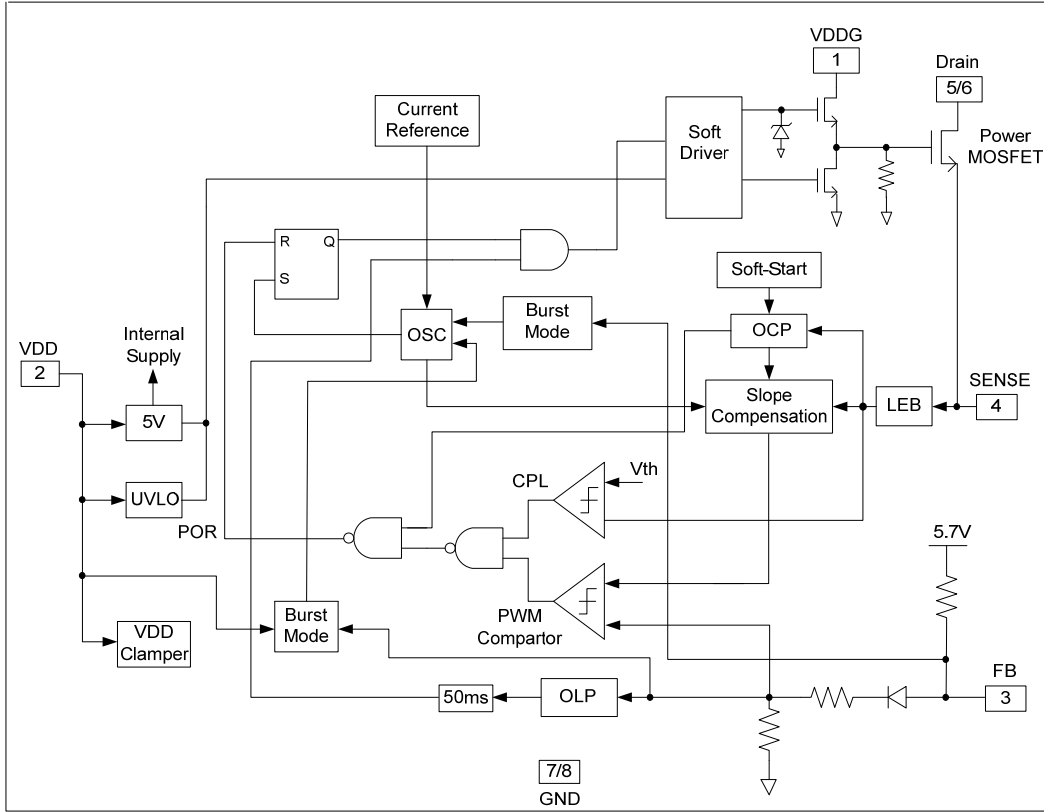 VDDG
1
Drain
5/6
Current
Reference
Soft
Driver
Power
MOSFET
R
Q
S
Soft-Start
Burst
Mode
OSC
OCP
Internal
Supply
VDD
2
5V
Slope
Compensation
LEB
SENSE
4
CPL
Vth
UVLO
POR
5.7V
Burst
Mode
PWM
Compartor
VDD
Clamper
FB
3
50ms
OLP
7/8
GND